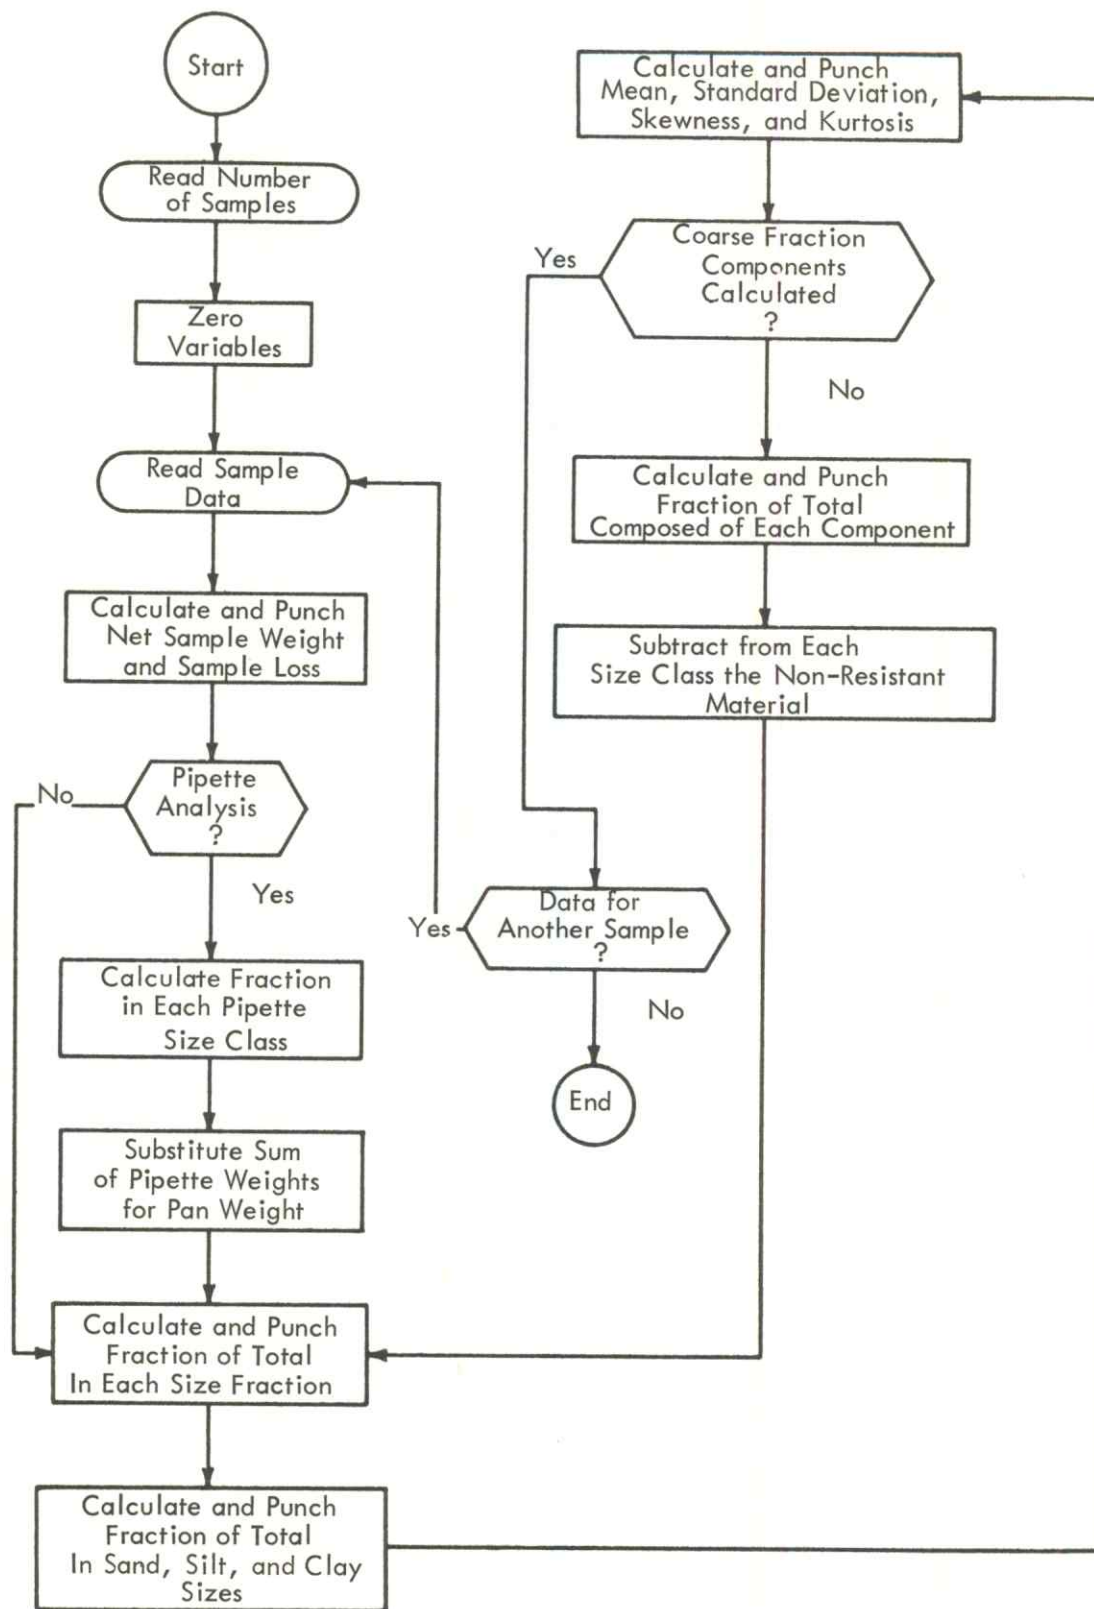 Start
Read Number
of Samples
Zero
Variables
Read Sample
Data
Calculate and Punch
Net Sample Weight
and Sample Loss
Pipette
Analysis
?
No
Yes
Calculate Fraction
in Each Pipette
Size Class
Substitute Sum
of Pipette Weights
for Pan Weight
Calculate and Punch
Fraction of Total
In Each Size Fraction
Calculate and Punch
Fraction of Total
In Sand, Silt, and Clay
Sizes
Calculate and Punch
Mean, Standard Deviation,
Skewness, and Kurtosis
Coarse Fraction
Components
Calculated
?
Yes
No
Calculate and Punch
Fraction of Total
Composed of Each Component
Subtract from Each
Size Class the Non-Resistant
Material
Data for
Another Sample
?
Yes
No
End